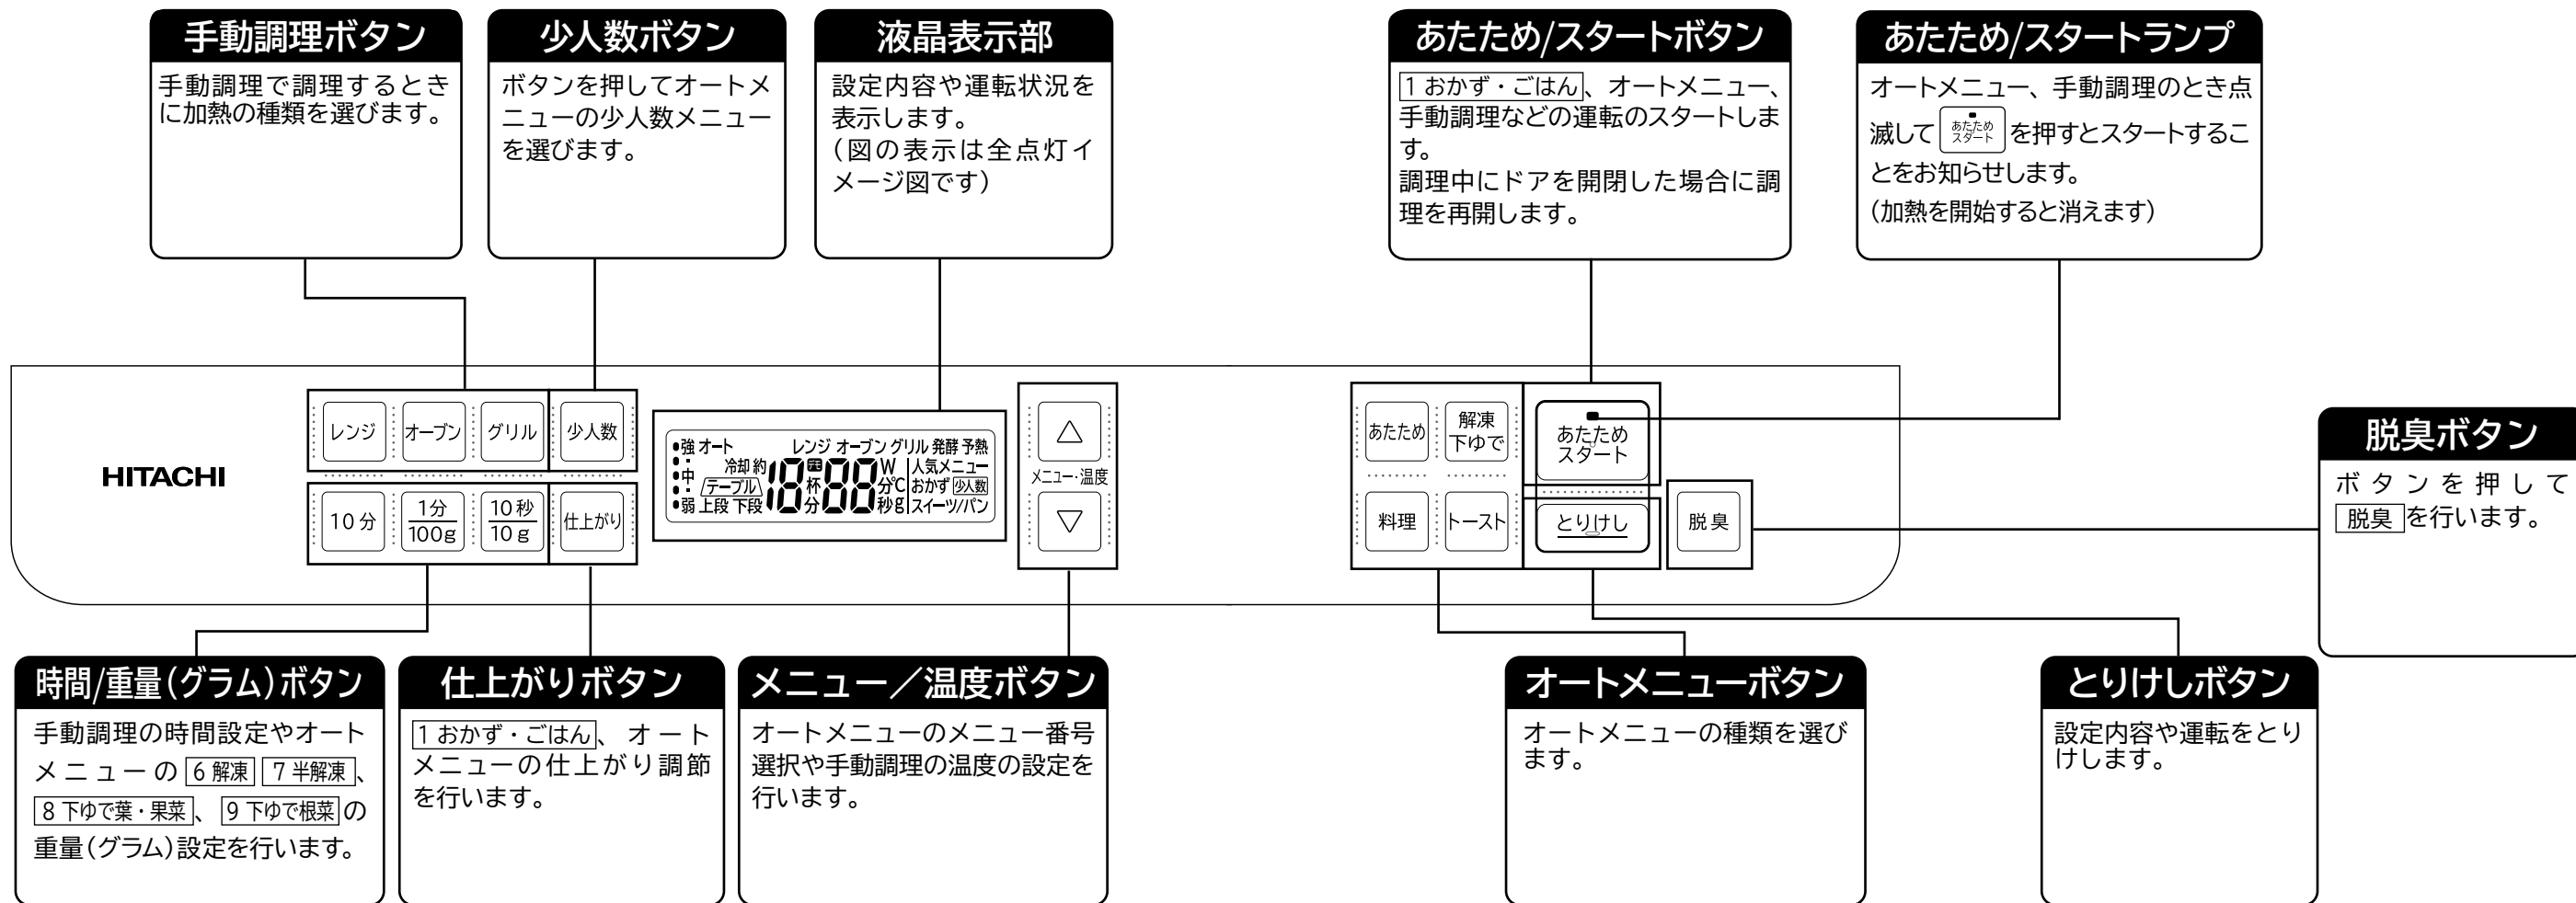 手動調理ボタン
手動調理で調理するとき
に加熱の種類を選びます。
少人数ボタン
ボタンを押してオートメ
ニューの少人数メニュー
を選びます。
液晶表示部
設定内容や運転状況を
表示します。
(図の表示は全点灯イ
メージ図です)
あたため/スタートボタン
1 おかず・ごはん、オートメニュー、
手動調理などの運転のスタートしま
す。
調理中にドアを開閉した場合に調
理を再開します。
あたため/スタートランプ
オートメニュー、手動調理のとき点
滅して あたため スタート を押すとスタートするこ
とをお知らせします。
(加熱を開始すると消えます)
HITACHI
レンジ
オーブン
グリル
少人数
10分
1分
100g
10秒
10g
仕上がり
強 オート レンジ オーブン グリル 発酵 予熱
冷却 約 18 88 W 人気メニュー
中 テーブル 杯 分 ℃ おかず 少人数
弱 上段 下段 分 秒 g スイーツ/パン
△
メニュー・温度
▽
あたため
解凍
下ゆで
料理
トースト
あたため
スタート
とりけし
脱臭
脱臭ボタン
ボタンを押して
脱臭 を行います。
時間/重量(グラム)ボタン
手動調理の時間設定やオート
メニューの 6 解凍 7 半解凍、
8 下ゆで葉・果菜、 9 下ゆで根菜 の
重量(グラム)設定を行います。
仕上がりボタン
1 おかず・ごはん、オート
メニューの仕上がり調節
を行います。
メニュー/温度ボタン
オートメニューのメニュー番号
選択や手動調理の温度の設定を
行います。
オートメニューボタン
オートメニューの種類を選び
ます。
とりけしボタン
設定内容や運転をとり
けします。